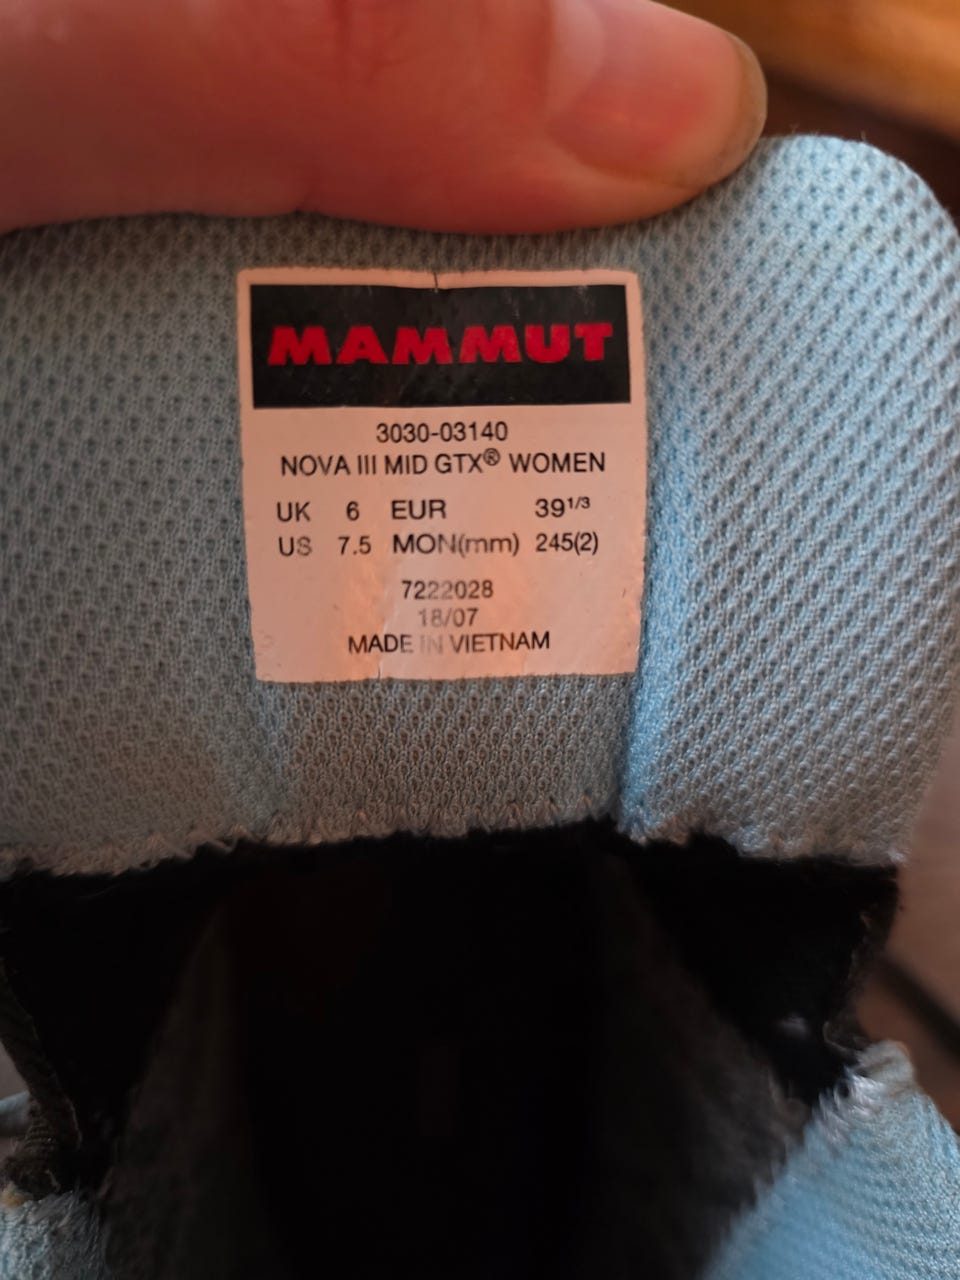 MAMMUT
3030-03140
NOVA III MID GTX® WOMEN
UK 6 EUR 39 1/3
US 7.5 MON(mm) 245(2)
7222028
18/07
MADE IN VIETNAM